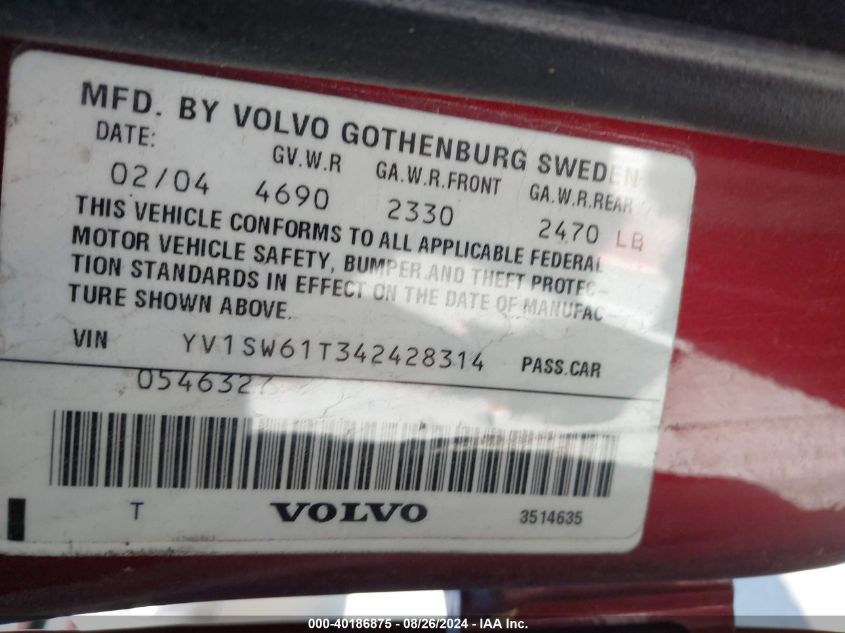 MFD. BY VOLVO GOTHENBURG SWEDEN
DATE: GV.W.R GA.W.R.FRONT GA.W.R.REAR
02/04 4690 2330 2470 LB
THIS VEHICLE CONFORMS TO ALL APPLICABLE FEDERAL
MOTOR VEHICLE SAFETY, BUMPER AND THEFT PROTEC-
TION STANDARDS IN EFFECT ON THE DATE OF MANUFAC-
TURE SHOWN ABOVE.
VIN YV1SW61T342428314 PASS.CAR
0546327
T VOLVO 3514635
000-40186875 - 08/26/2024 - IAA Inc.